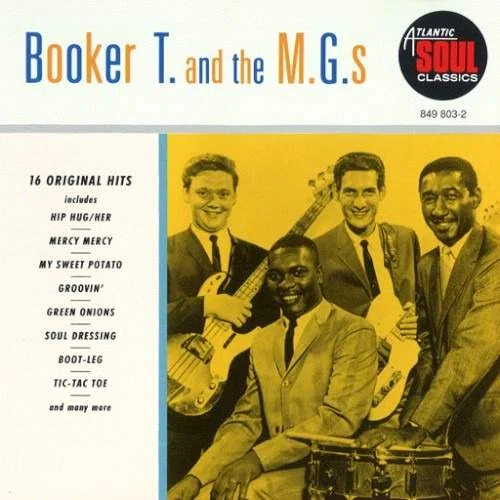 Booker T. and the M.G.s
ATLANTIC
SOUL
CLASSICS
849 803-2
16 ORIGINAL HITS
includes
HIP HUG/HER
MERCY MERCY
MY SWEET POTATO
GROOVIN'
GREEN ONIONS
SOUL DRESSING
BOOT-LEG
TIC-TAC TOE
and many more